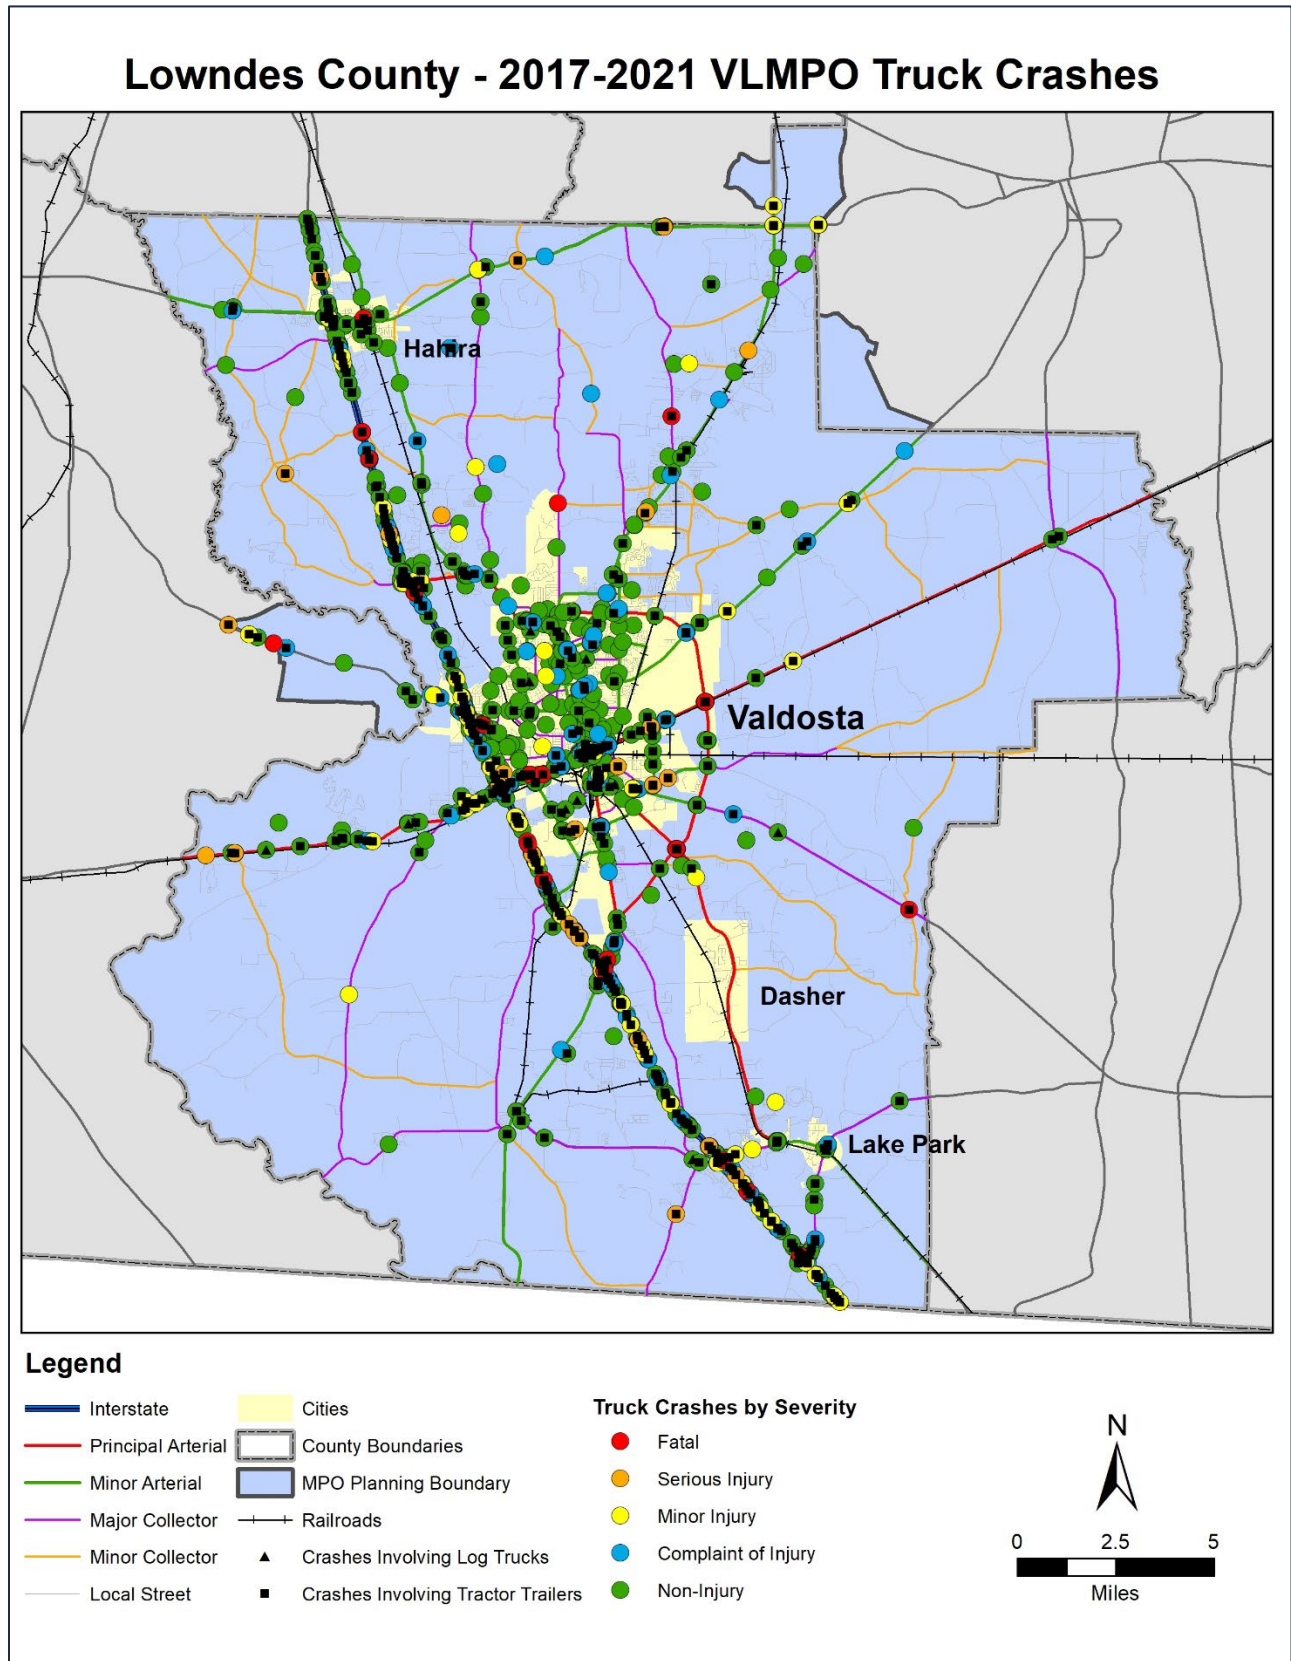 Lowndes County - 2017-2021 VLMPO Truck Crashes
Hahira
Valdosta
Dasher
Lake Park
Legend
Interstate
Principal Arterial
Minor Arterial
Major Collector
Minor Collector
Local Street
Cities
County Boundaries
MPO Planning Boundary
Railroads
Crashes Involving Log Trucks
Crashes Involving Tractor Trailers
Truck Crashes by Severity
Fatal
Serious Injury
Minor Injury
Complaint of Injury
Non-Injury
N
0 2.5 5
Miles